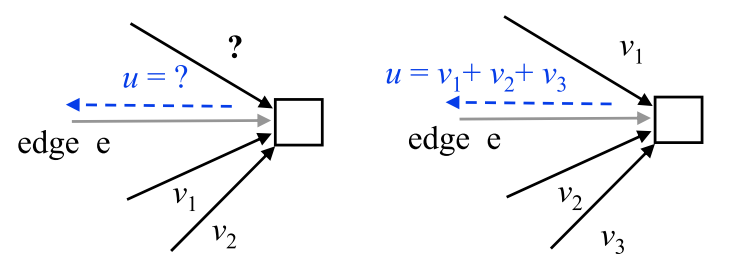 ?
u = ?
edge e
v1
v2
v1
u = v1+ v2+ v3
edge e
v2
v3